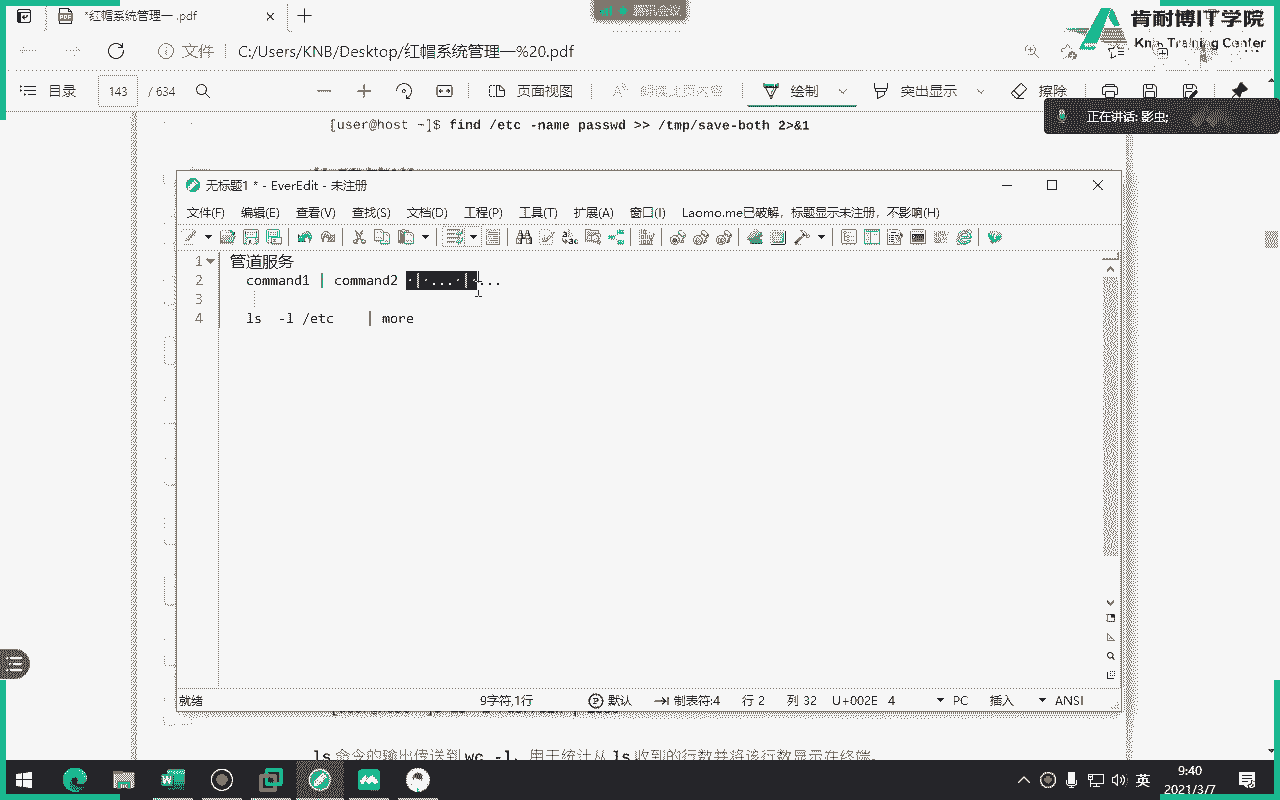 *红帽系统管理一 .pdf
腾讯会议
肯耐博IT学院
Knb Training Center
文件 C:/Users/KNB/Desktop/红帽系统管理一%20.pdf
目录 143 / 634 页面视图 绘制 突出显示 擦除
正在讲话: 影虫;
[user@host ~]$ find /etc -name passwd >> /tmp/save-both 2>&1
无标题1 * - EverEdit - 未注册
文件(F) 编辑(E) 查看(V) 查找(S) 文档(D) 工程(P) 工具(T) 扩展(A) 窗口(I) Laomo.me已破解，标题显示未注册，不影响(H)
1 管道服务
2 command1 | command2 | ... | ...
3
4 ls -l /etc | more
就绪 9字符,1行 默认 制表符:4 行 2 列 32 U+002E 4 PC 插入 ANSI
ls 命令的输出传送到 wc -l，用于统计从 ls 收到的行数并将该行数显示在终端。
英
9:40
2021/3/7